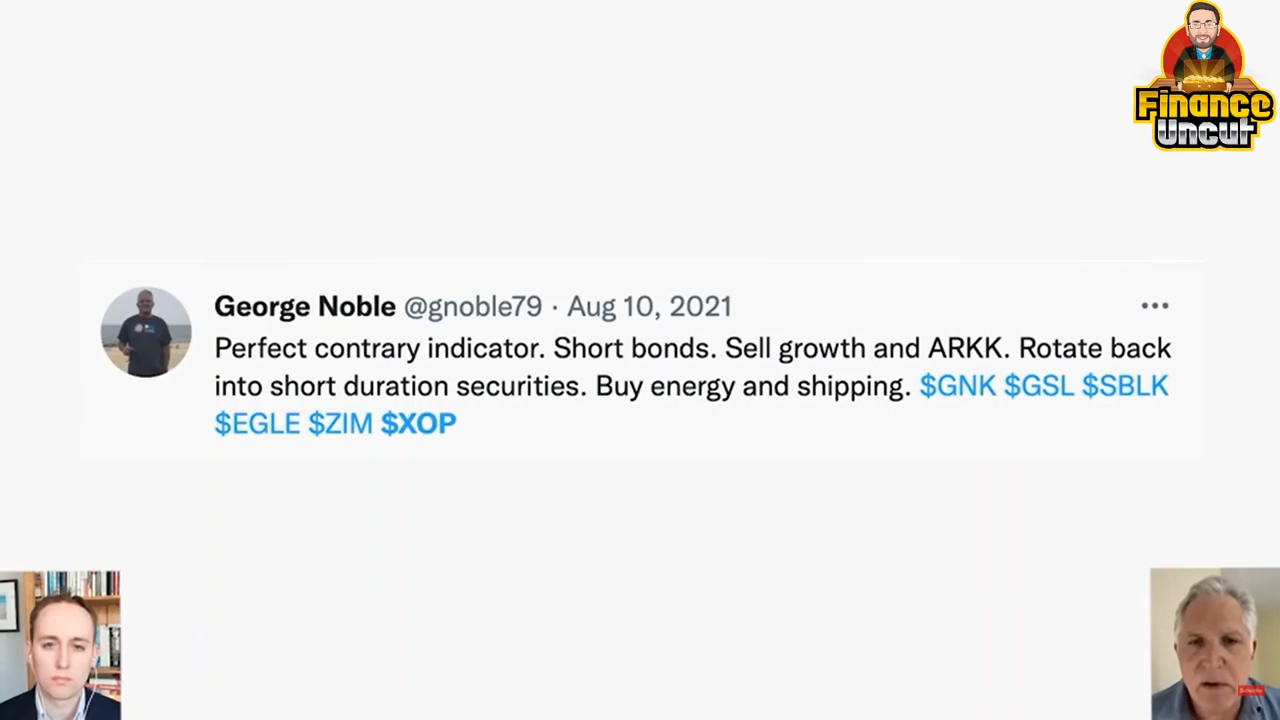 Finance
Uncut
George Noble @gnoble79 · Aug 10, 2021
Perfect contrary indicator. Short bonds. Sell growth and ARKK. Rotate back
into short duration securities. Buy energy and shipping. $GNK $GSL $SBLK
$EGLE $ZIM $XOP
Subscribe